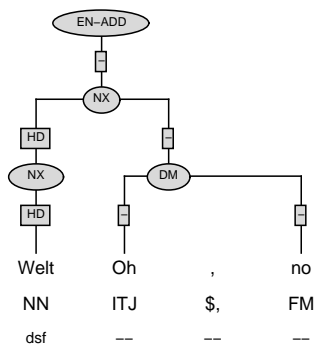 EN–ADD
–
NX
HD –
NX DM
HD – –
Welt Oh , no
NN ITJ $, FM
dsf –– –– ––